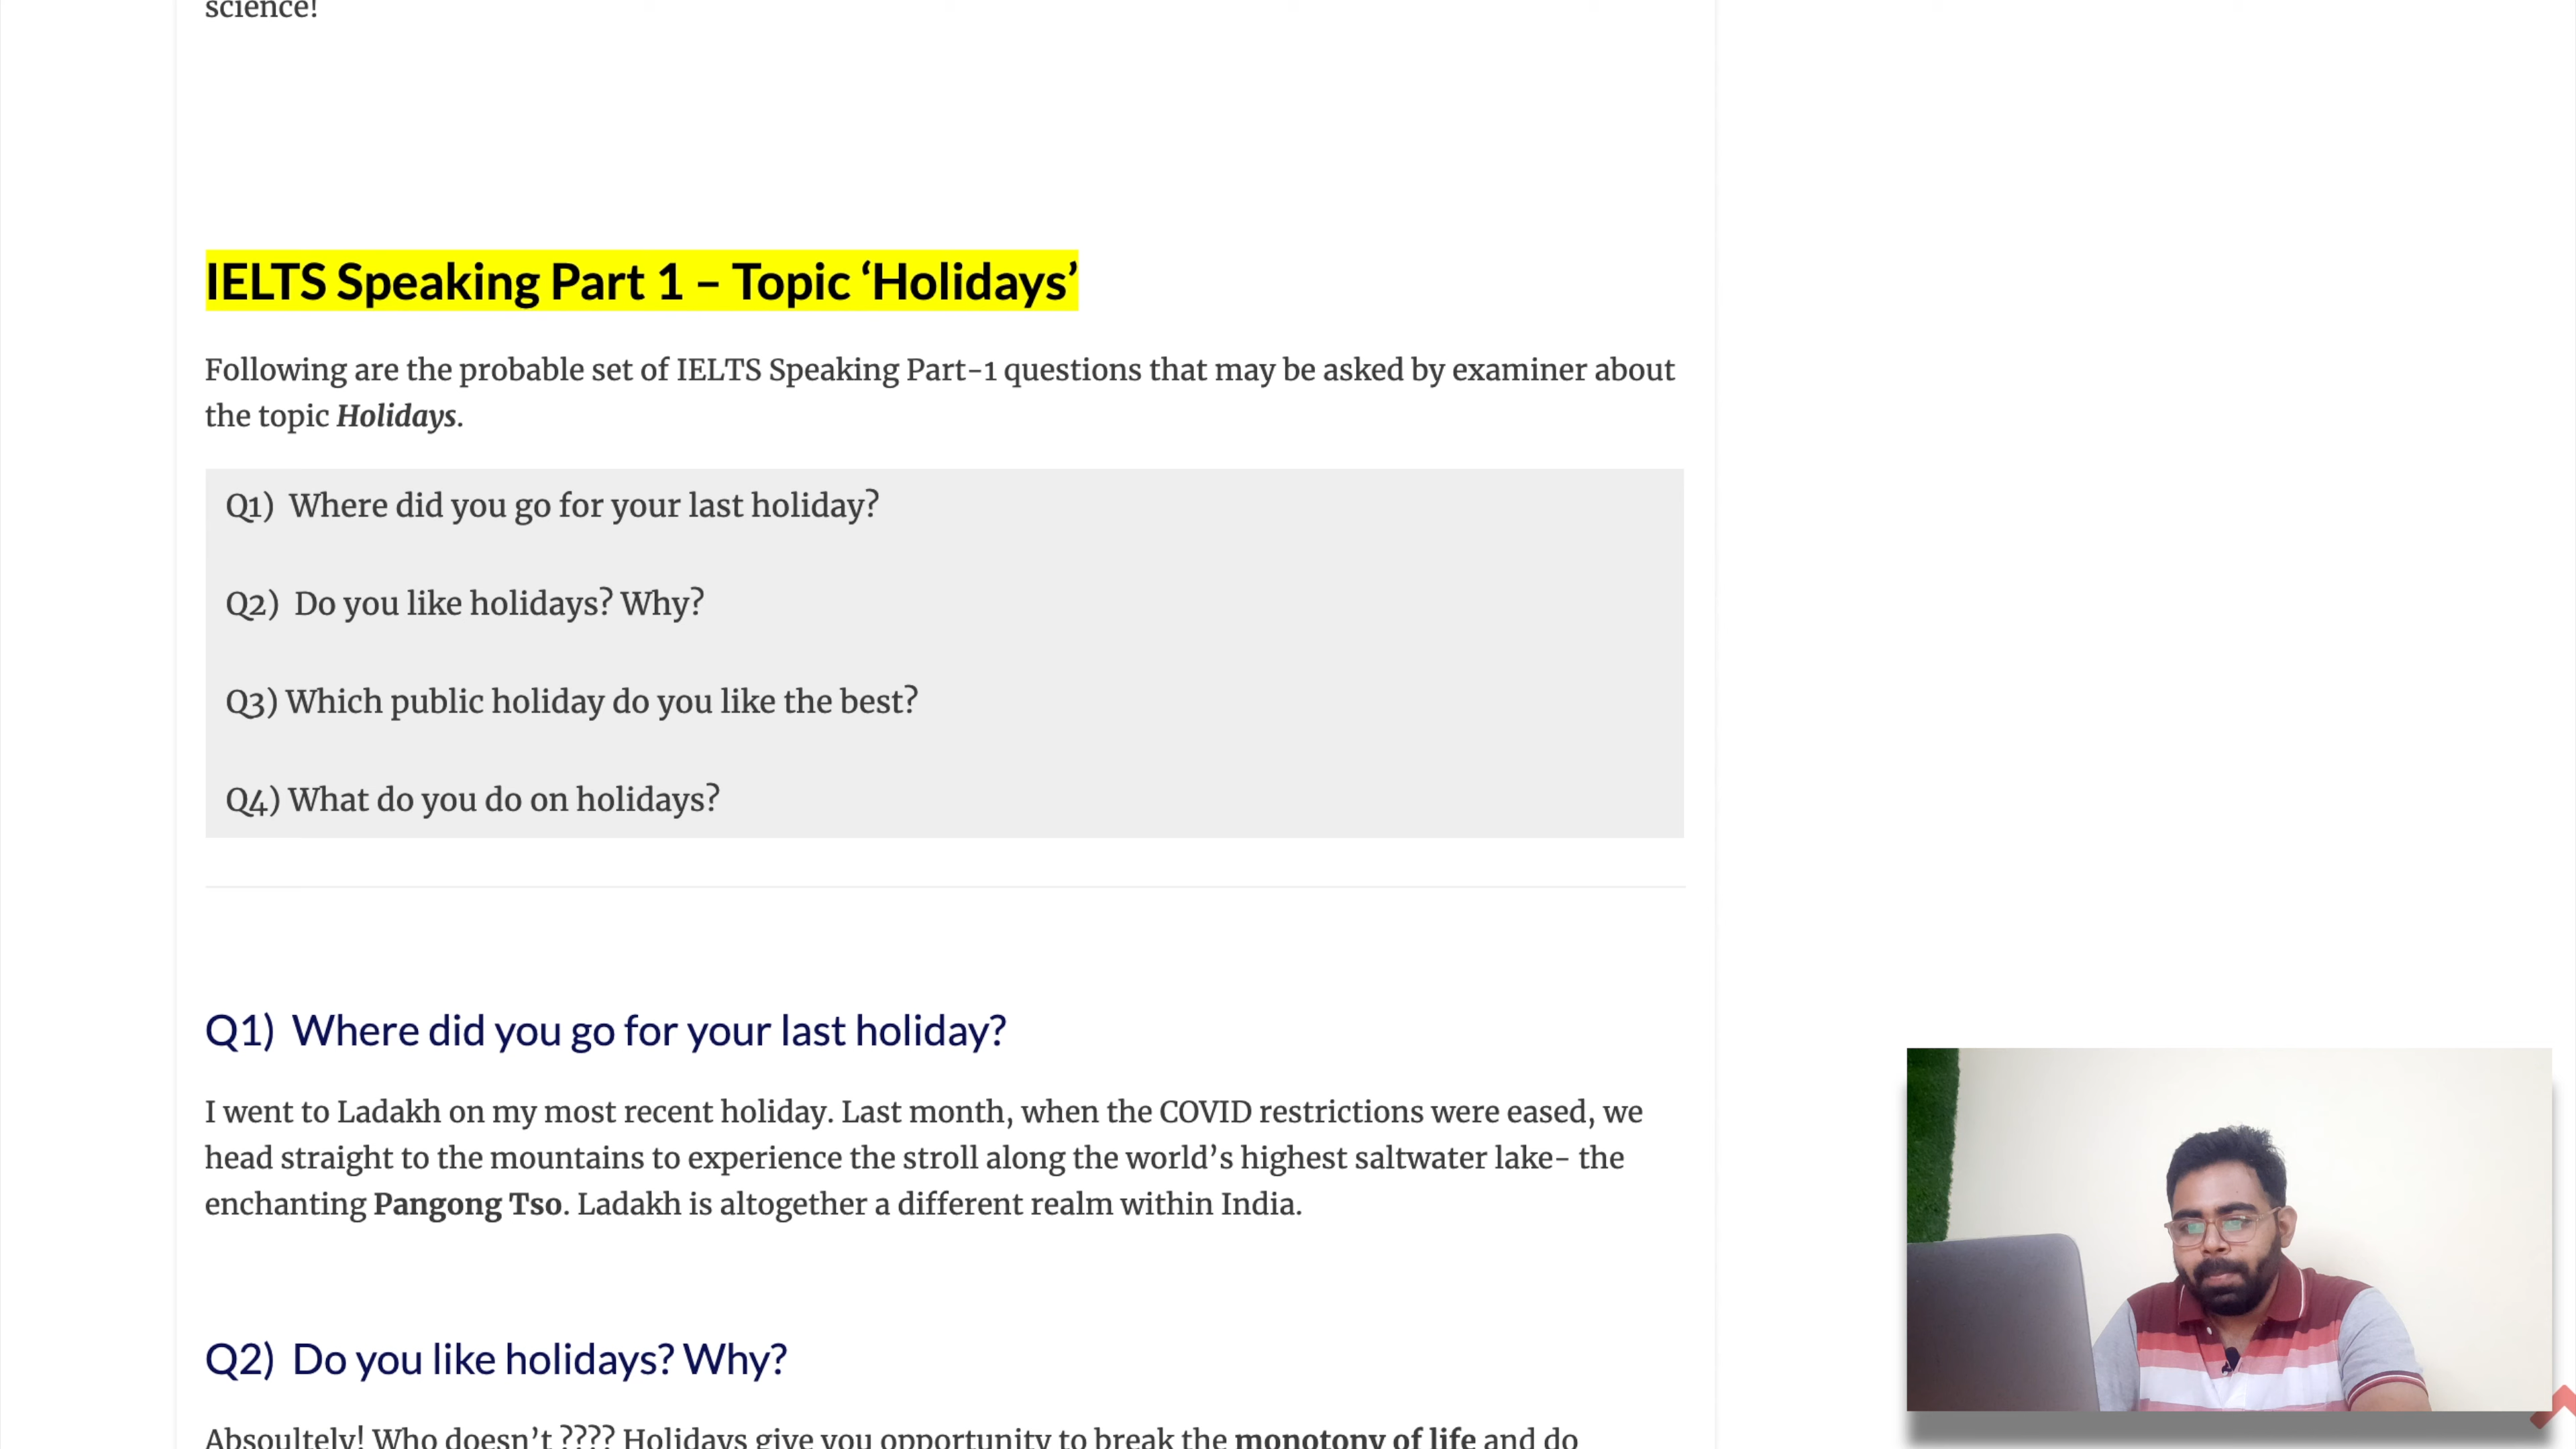 science!
IELTS Speaking Part 1 – Topic ‘Holidays’
Following are the probable set of IELTS Speaking Part-1 questions that may be asked by examiner about
the topic Holidays.
Q1)  Where did you go for your last holiday?
Q2)  Do you like holidays? Why?
Q3) Which public holiday do you like the best?
Q4) What do you do on holidays?
Q1)  Where did you go for your last holiday?
I went to Ladakh on my most recent holiday. Last month, when the COVID restrictions were eased, we
head straight to the mountains to experience the stroll along the world’s highest saltwater lake- the
enchanting Pangong Tso. Ladakh is altogether a different realm within India.
Q2)  Do you like holidays? Why?
Absoultely! Who doesn’t ???? Holidays give you opportunity to break the monotony of life and do